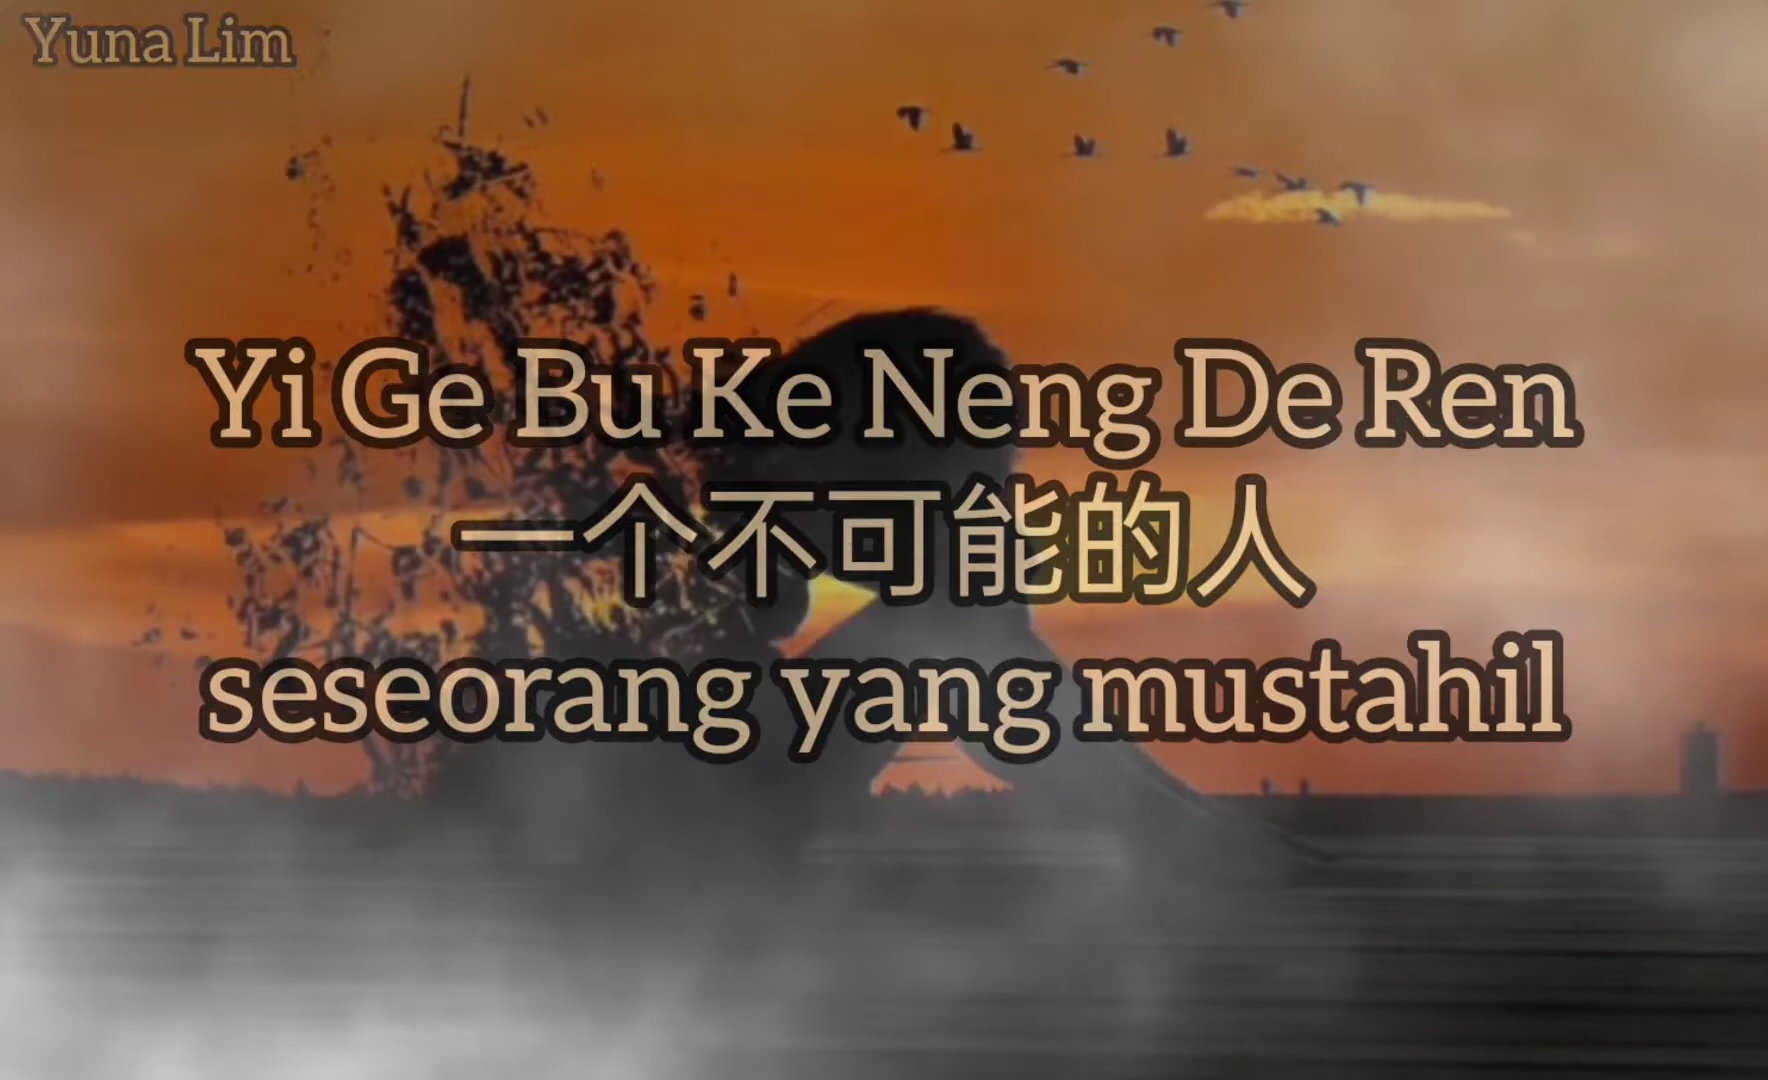 Yuna Lim
Yi Ge Bu Ke Neng De Ren
一个不可能的人
seseorang yang mustahil